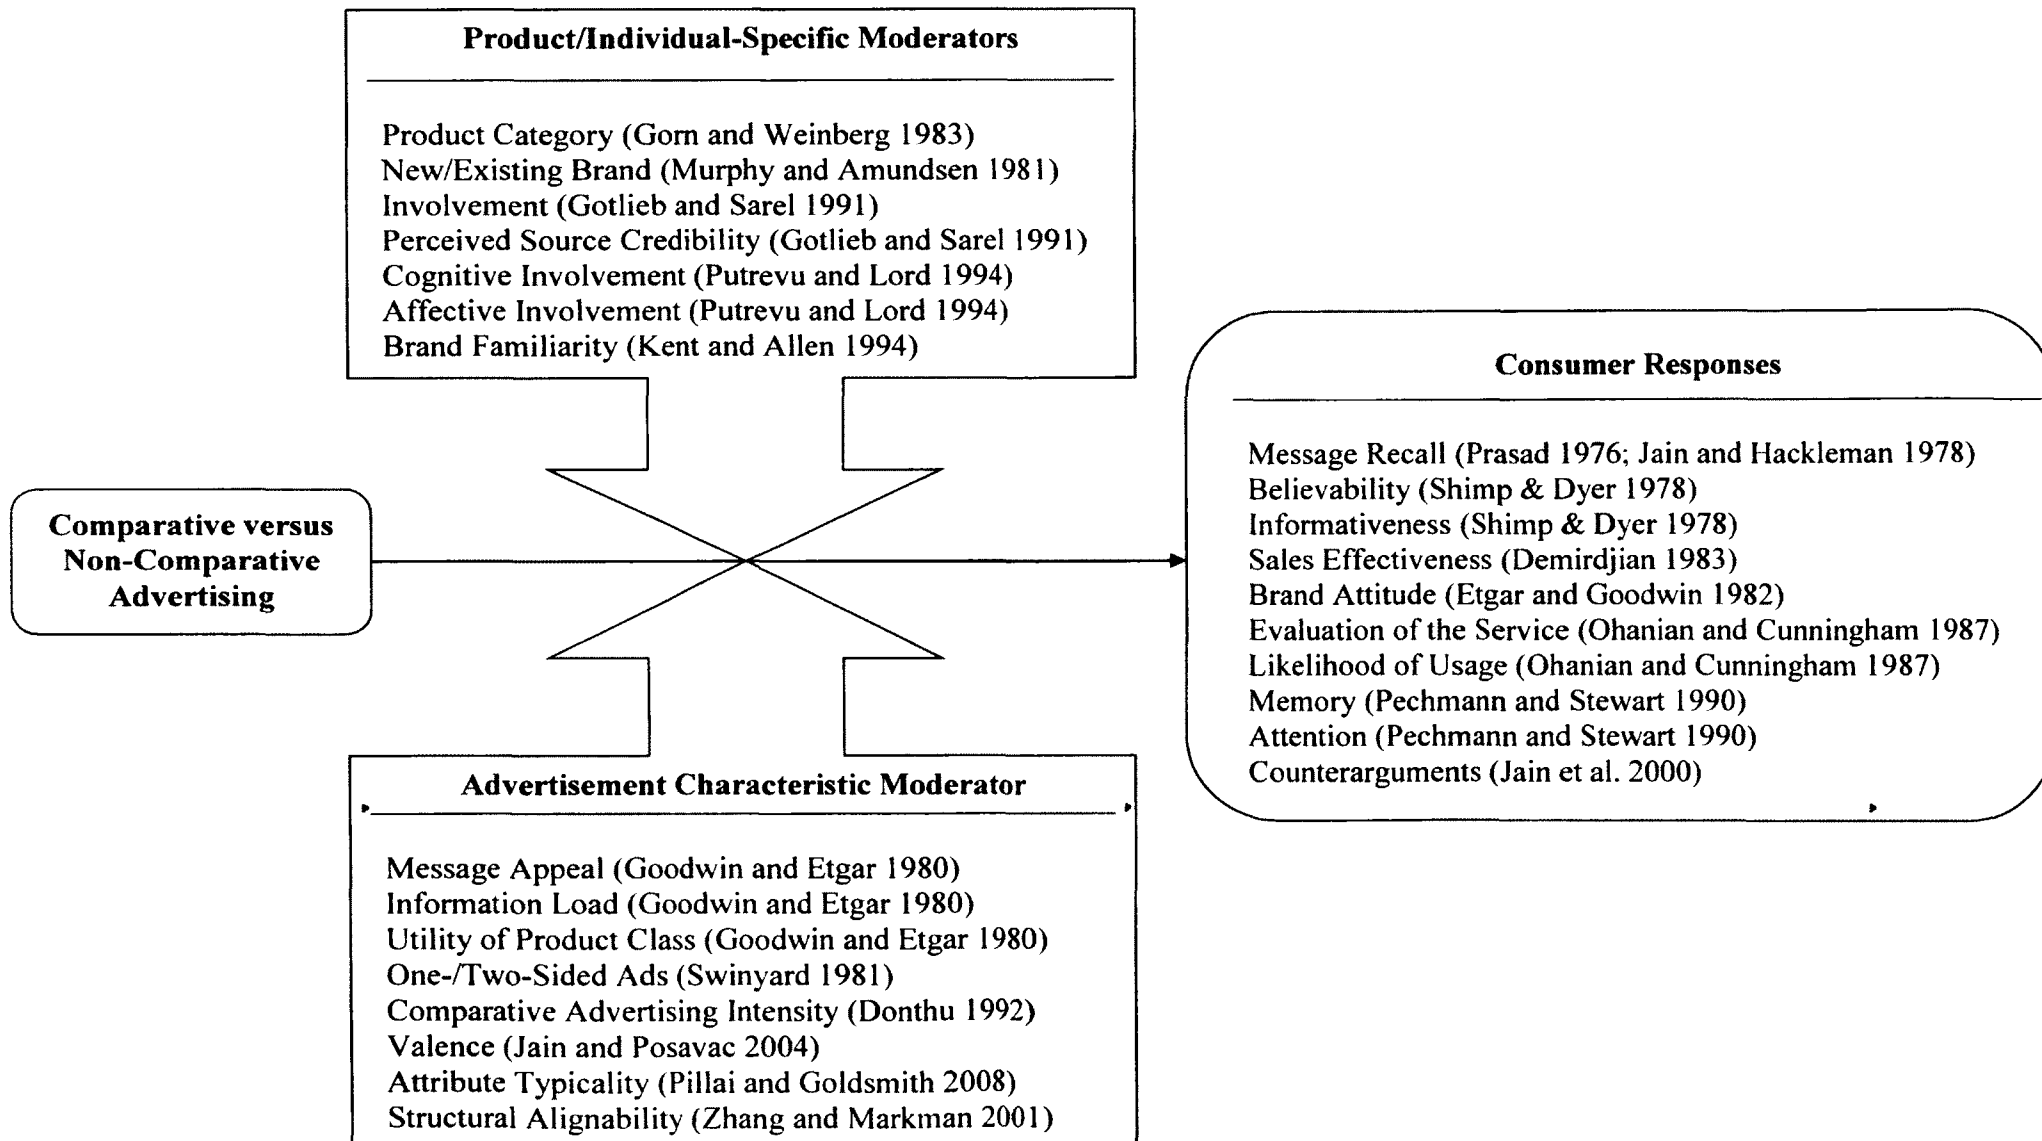 Product/Individual-Specific Moderators
Product Category (Gorn and Weinberg 1983)
New/Existing Brand (Murphy and Amundsen 1981)
Involvement (Gotlieb and Sarel 1991)
Perceived Source Credibility (Gotlieb and Sarel 1991)
Cognitive Involvement (Putrevu and Lord 1994)
Affective Involvement (Putrevu and Lord 1994)
Brand Familiarity (Kent and Allen 1994)
Comparative versus
Non-Comparative
Advertising
Consumer Responses
Message Recall (Prasad 1976; Jain and Hackleman 1978)
Believability (Shimp & Dyer 1978)
Informativeness (Shimp & Dyer 1978)
Sales Effectiveness (Demirdjian 1983)
Brand Attitude (Etgar and Goodwin 1982)
Evaluation of the Service (Ohanian and Cunningham 1987)
Likelihood of Usage (Ohanian and Cunningham 1987)
Memory (Pechmann and Stewart 1990)
Attention (Pechmann and Stewart 1990)
Counterarguments (Jain et al. 2000)
Advertisement Characteristic Moderator
Message Appeal (Goodwin and Etgar 1980)
Information Load (Goodwin and Etgar 1980)
Utility of Product Class (Goodwin and Etgar 1980)
One-/Two-Sided Ads (Swinyard 1981)
Comparative Advertising Intensity (Donthu 1992)
Valence (Jain and Posavac 2004)
Attribute Typicality (Pillai and Goldsmith 2008)
Structural Alignability (Zhang and Markman 2001)